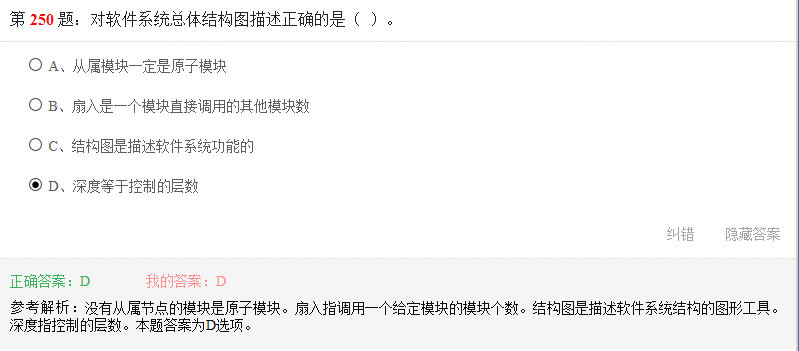 第 250 题：对软件系统总体结构图描述正确的是（ ）。
A、从属模块一定是原子模块
B、扇入是一个模块直接调用的其他模块数
C、结构图是描述软件系统功能的
D、深度等于控制的层数
纠错 隐藏答案
正确答案：D 我的答案：D
参考解析：没有从属节点的模块是原子模块。扇入指调用一个给定模块的模块个数。结构图是描述软件系统结构的图形工具。
深度指控制的层数。本题答案为D选项。